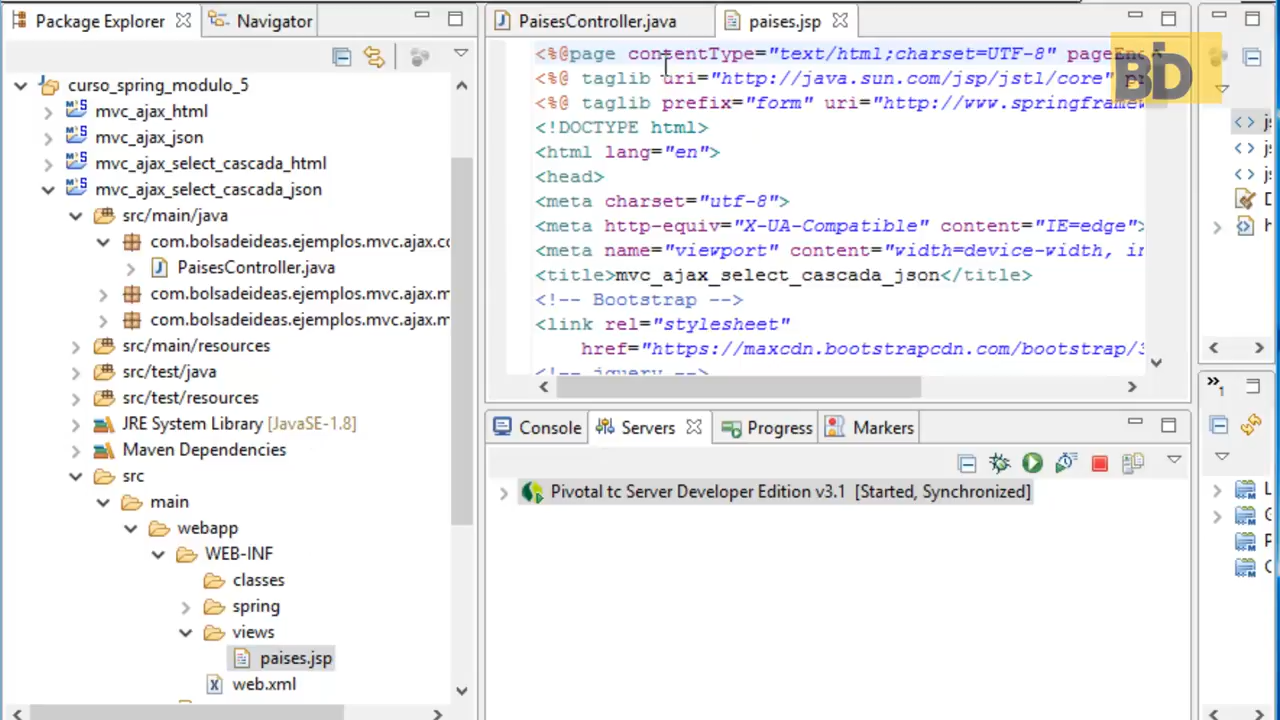 Package Explorer
Navigator
curso_spring_modulo_5
mvc_ajax_html
mvc_ajax_json
mvc_ajax_select_cascada_html
mvc_ajax_select_cascada_json
src/main/java
com.bolsadeideas.ejemplos.mvc.ajax.co
PaisesController.java
com.bolsadeideas.ejemplos.mvc.ajax.m
com.bolsadeideas.ejemplos.mvc.ajax.m
src/main/resources
src/test/java
src/test/resources
JRE System Library [JavaSE-1.8]
Maven Dependencies
src
main
webapp
WEB-INF
classes
spring
views
paises.jsp
web.xml
PaisesController.java
paises.jsp
<%@page contentType="text/html;charset=UTF-8" pageEnc
<%@ taglib uri="http://java.sun.com/jsp/jstl/core" p
<%@ taglib prefix="form" uri="http://www.springframew
<!DOCTYPE html>
<html lang="en">
<head>
<meta charset="utf-8">
<meta http-equiv="X-UA-Compatible" content="IE=edge">
<meta name="viewport" content="width=device-width, in
<title>mvc_ajax_select_cascada_json</title>
<!-- Bootstrap -->
<link rel="stylesheet"
href="https://maxcdn.bootstrapcdn.com/bootstrap/3
<!-- jquery -->
BD
Console
Servers
Progress
Markers
Pivotal tc Server Developer Edition v3.1 [Started, Synchronized]